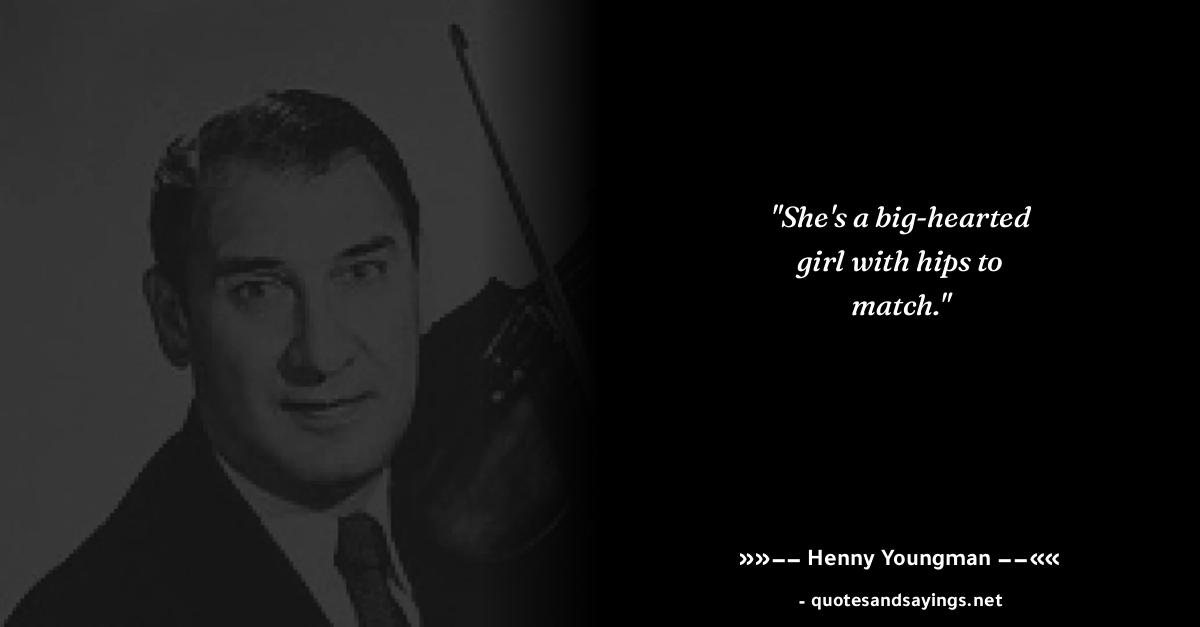 "She's a big-hearted
girl with hips to
match."
»»−− Henny Youngman −−««
- quotesandsayings.net